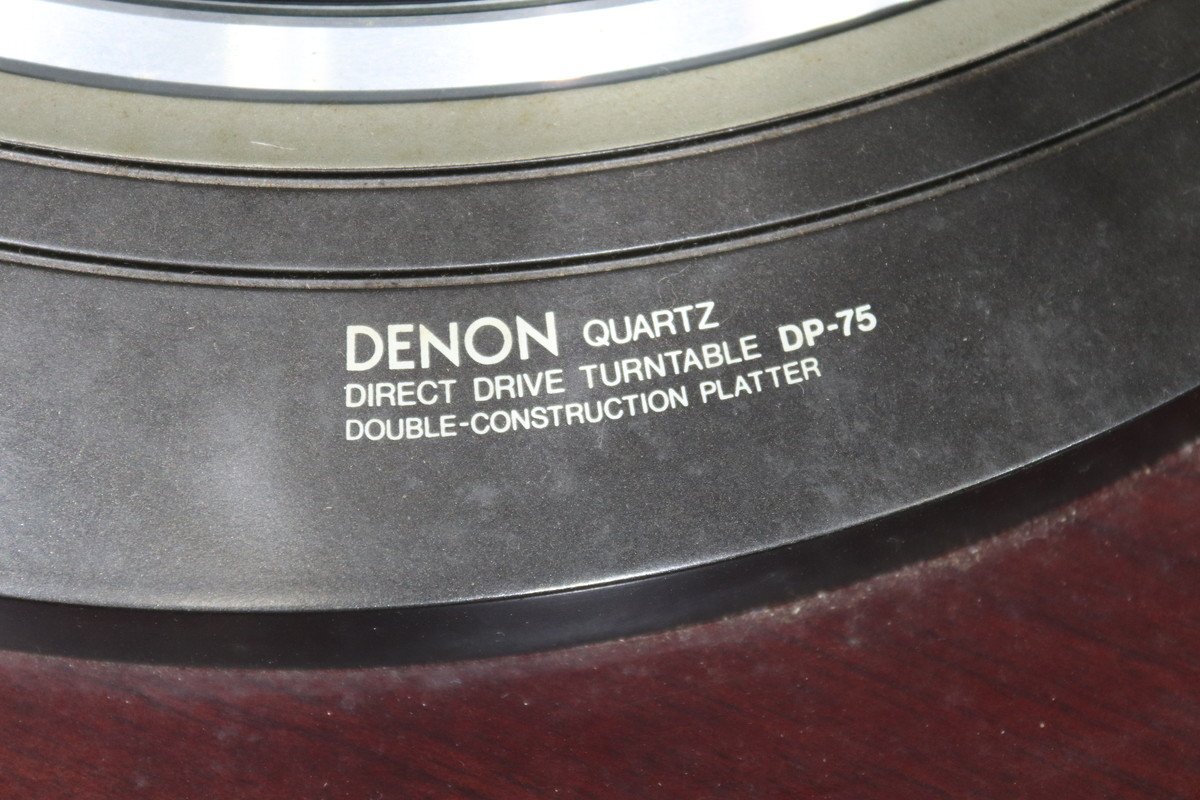 DENON QUARTZ
DIRECT DRIVE TURNTABLE DP-75
DOUBLE-CONSTRUCTION PLATTER